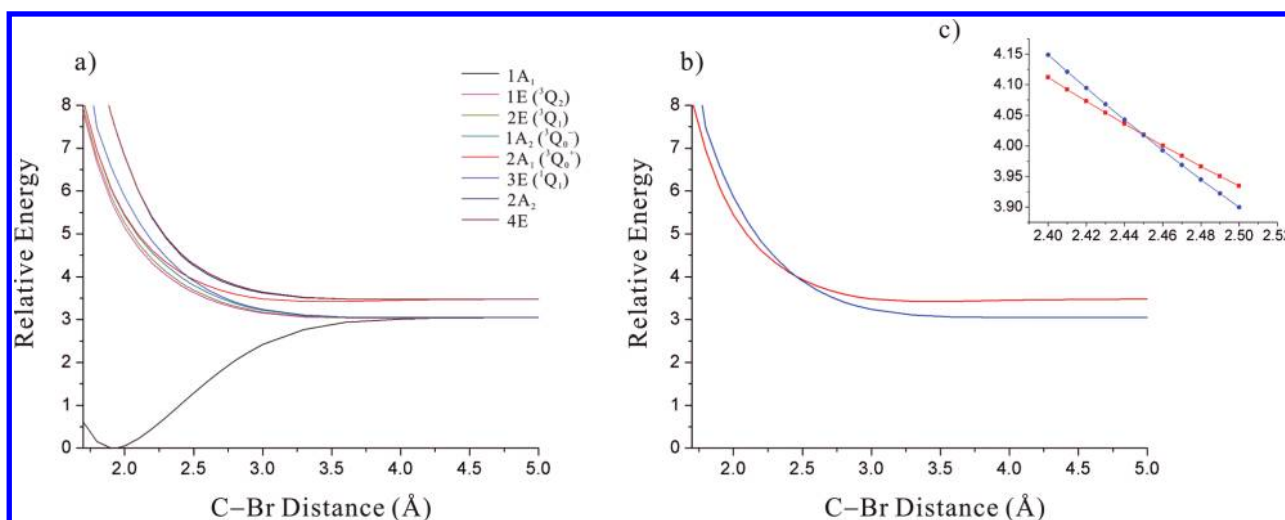 a)
1A₁
1E (³Q₂)
2E (³Q₁)
1A₂ (³Q₀⁻)
2A₁ (³Q₀⁺)
3E (¹Q₁)
2A₂
4E
Relative Energy
8
7
6
5
4
3
2
1
0
2.0 2.5 3.0 3.5 4.0 4.5 5.0
C–Br Distance (Å)
b)
Relative Energy
8
7
6
5
4
3
2
1
0
2.0 2.5 3.0 3.5 4.0 4.5 5.0
C–Br Distance (Å)
c)
4.15
4.10
4.05
4.00
3.95
3.90
2.40 2.42 2.44 2.46 2.48 2.50 2.52